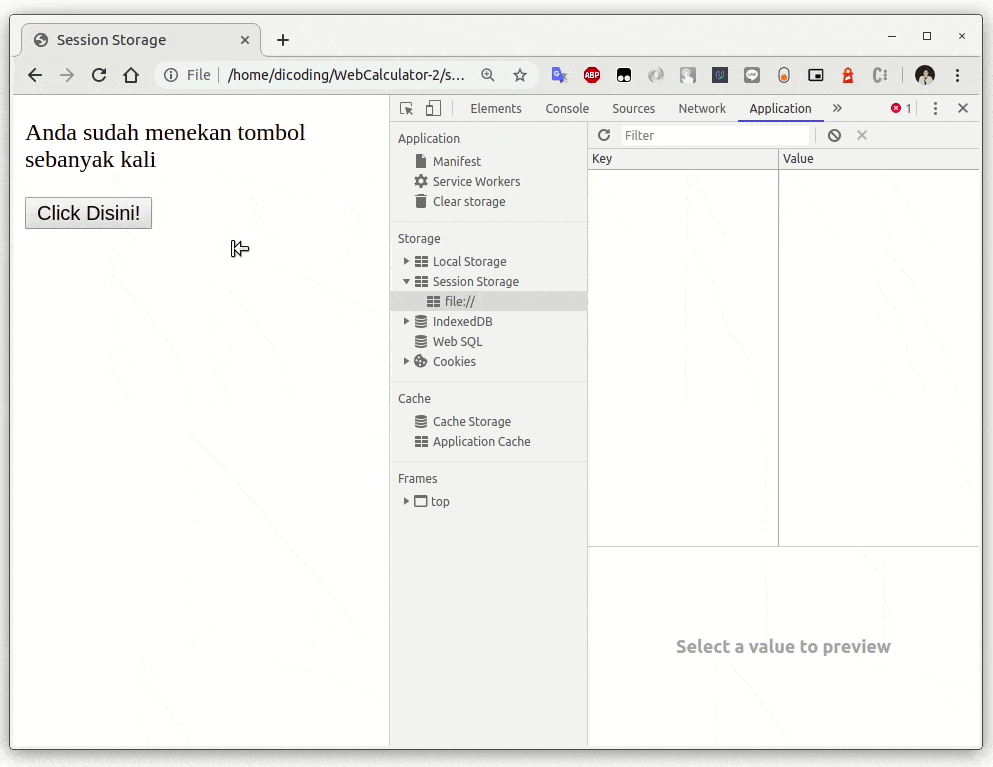 Session Storage
File
/home/dicoding/WebCalculator-2/s...
ABP
Anda sudah menekan tombol
sebanyak kali
Click Disini!
Elements
Console
Sources
Network
Application
»
1
Application
Manifest
Service Workers
Clear storage
Storage
Local Storage
Session Storage
file://
IndexedDB
Web SQL
Cookies
Cache
Cache Storage
Application Cache
Frames
top
Filter
Key
Value
Select a value to preview